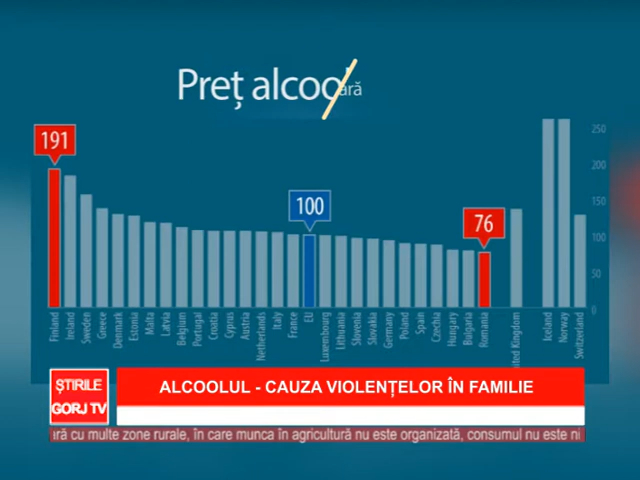 Preț alcoo
ară
191
100
76
250
200
150
100
50
0
Finland
Ireland
Sweden
Greece
Denmark
Estonia
Malta
Latvia
Belgium
Portugal
Croatia
Cyprus
Austria
Netherlands
Italy
France
EU
Luxembourg
Lithuania
Slovenia
Slovakia
Germany
Poland
Spain
Czechia
Hungary
Bulgaria
Romania
nited Kingdom
Iceland
Norway
Switzerland
ȘTIRILE
GORJ TV
ALCOOLUL - CAUZA VIOLENȚELOR ÎN FAMILIE
ară cu multe zone rurale, în care munca în agricultură nu este organizată, consumul nu este ni